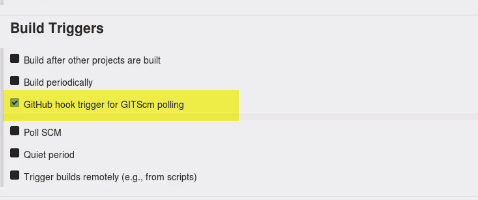 Build Triggers
Build after other projects are built
Build periodically
GitHub hook trigger for GITScm polling
Poll SCM
Quiet period
Trigger builds remotely (e.g., from scripts)